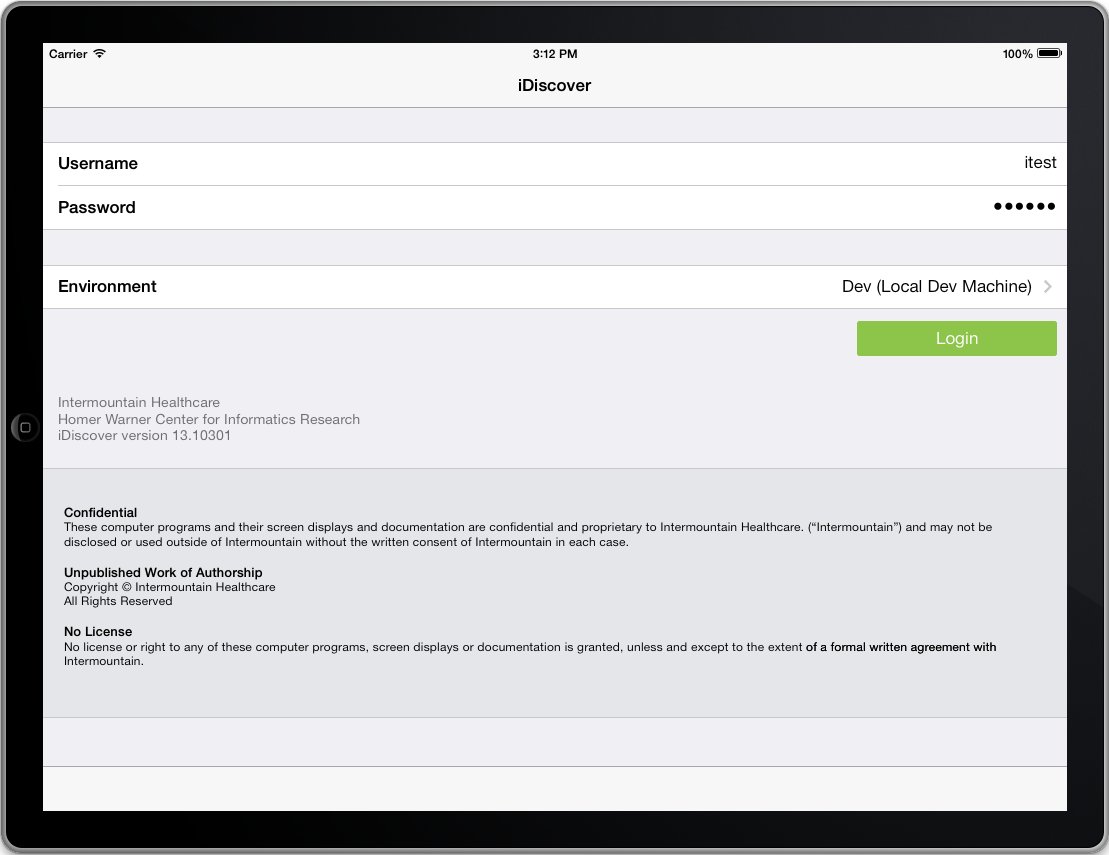 Carrier 3:12 PM 100%
iDiscover
Username itest
Password ••••••
Environment Dev (Local Dev Machine)
Login
Intermountain Healthcare
Homer Warner Center for Informatics Research
iDiscover version 13.10301
Confidential
These computer programs and their screen displays and documentation are confidential and proprietary to Intermountain Healthcare. (“Intermountain”) and may not be
disclosed or used outside of Intermountain without the written consent of Intermountain in each case.
Unpublished Work of Authorship
Copyright © Intermountain Healthcare
All Rights Reserved
No License
No license or right to any of these computer programs, screen displays or documentation is granted, unless and except to the extent of a formal written agreement with
Intermountain.